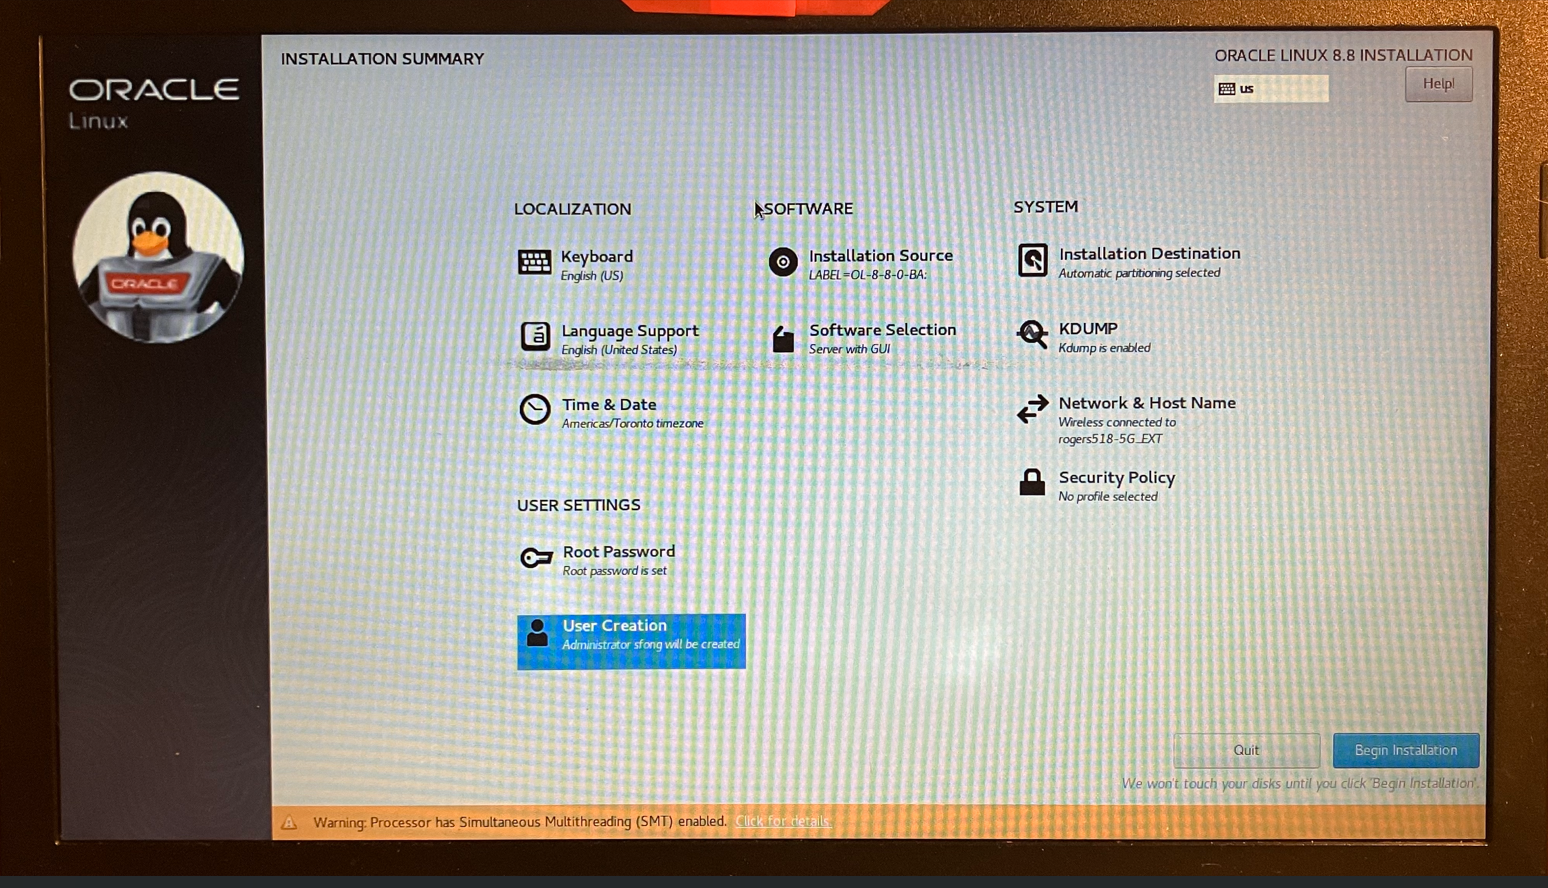 ORACLE
Linux
ORACLE
INSTALLATION SUMMARY
ORACLE LINUX 8.8 INSTALLATION
us
Help!
LOCALIZATION
Keyboard
English (US)
Language Support
English (United States)
Time & Date
Americas/Toronto timezone
SOFTWARE
Installation Source
LABEL=OL-8-8-0-BA:
Software Selection
Server with GUI
SYSTEM
Installation Destination
Automatic partitioning selected
KDUMP
Kdump is enabled
Network & Host Name
Wireless connected to
rogers518-5G_EXT
Security Policy
No profile selected
USER SETTINGS
Root Password
Root password is set
User Creation
Administrator sfong will be created
Quit
Begin Installation
We won't touch your disks until you click 'Begin Installation'.
Warning: Processor has Simultaneous Multithreading (SMT) enabled. Click for details.